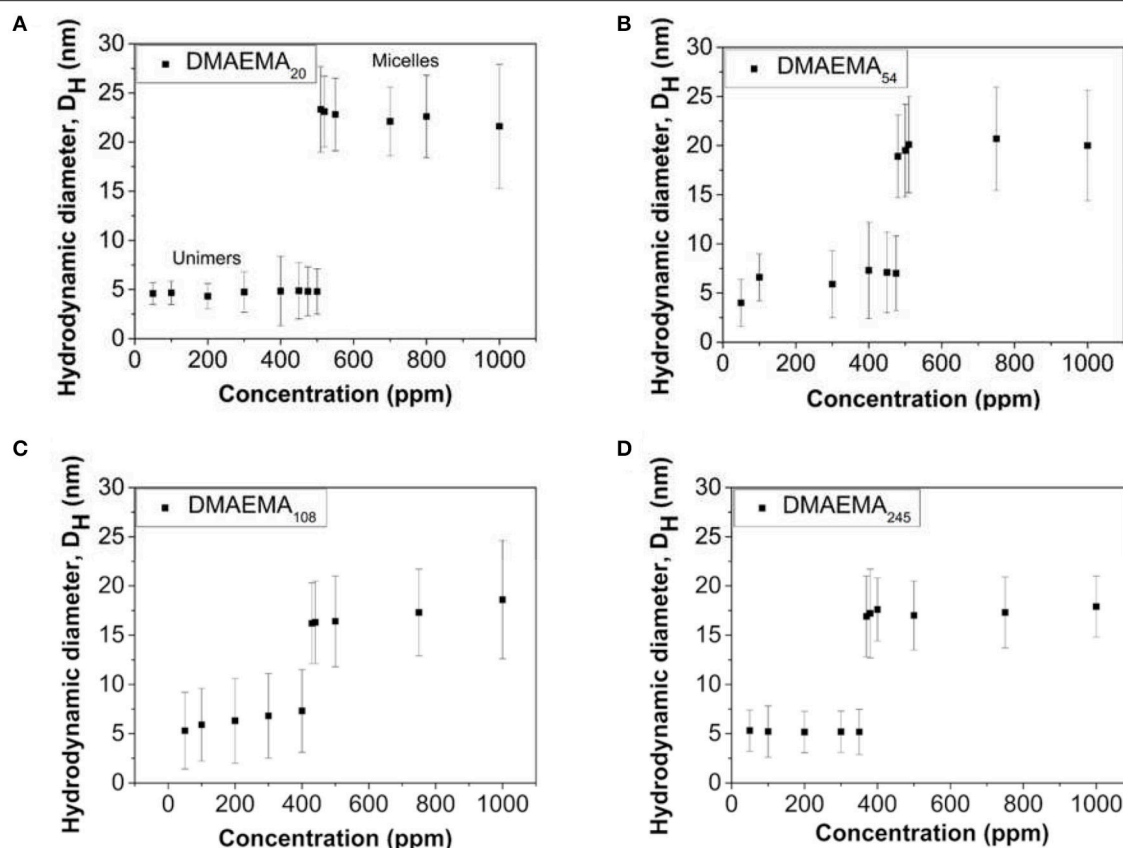 A
Hydrodynamic diameter, D_H (nm)
30
25
20
15
10
5
0
DMAEMA_20
Micelles
Unimers
0 200 400 600 800 1000
Concentration (ppm)
B
Hydrodynamic diameter, D_H (nm)
30
25
20
15
10
5
0
DMAEMA_54
0 200 400 600 800 1000
Concentration (ppm)
C
Hydrodynamic diameter, D_H (nm)
30
25
20
15
10
5
0
DMAEMA_108
0 200 400 600 800 1000
Concentration (ppm)
D
Hydrodynamic diameter, D_H (nm)
30
25
20
15
10
5
0
DMAEMA_245
0 200 400 600 800 1000
Concentration (ppm)